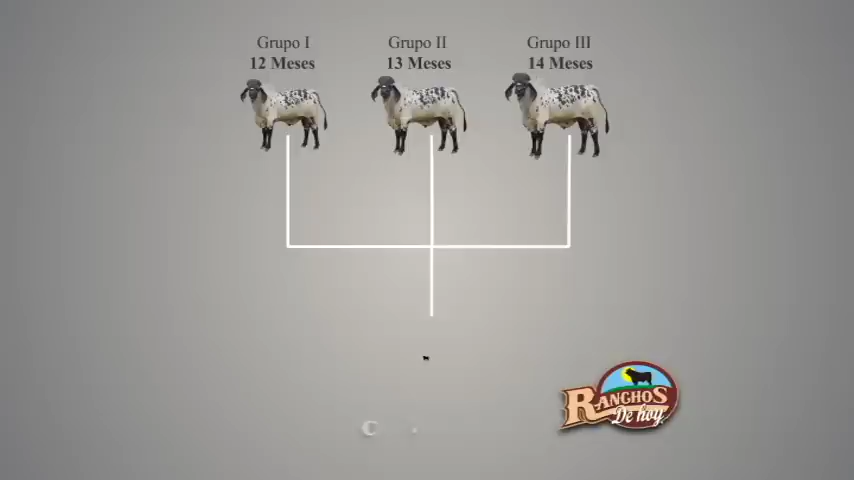 Grupo I
12 Meses
Grupo II
13 Meses
Grupo III
14 Meses
RANCHOS
De hoy